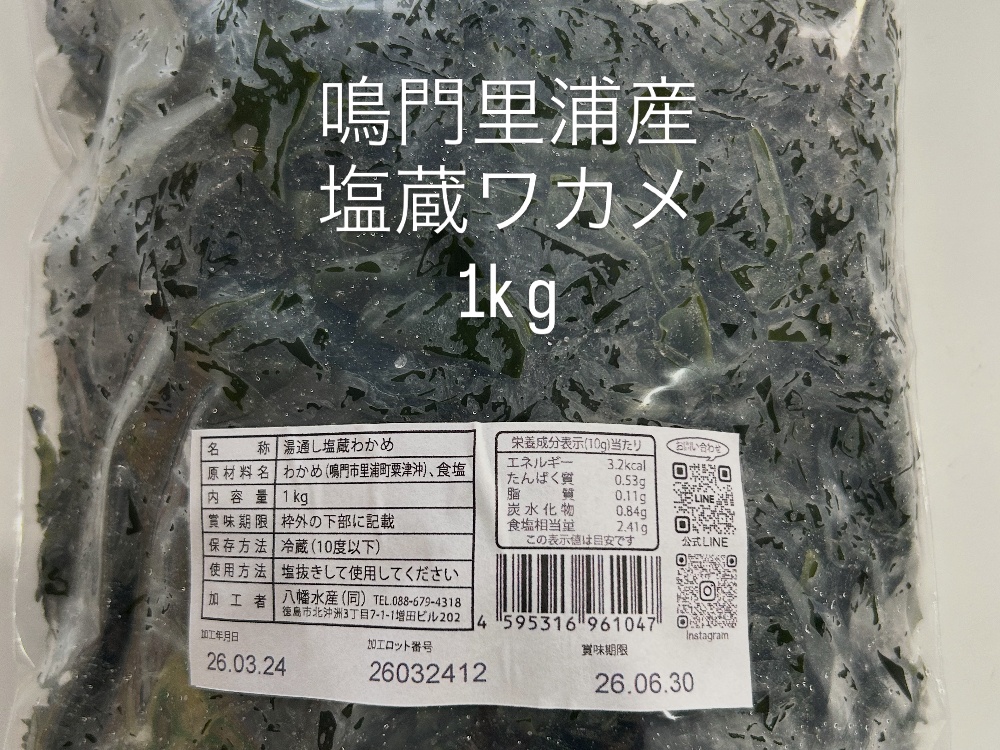 鳴門里浦産
塩蔵ワカメ
1kg
名称 湯通し塩蔵わかめ
原材料名 わかめ(鳴門市里浦町粟津沖)、食塩
内容量 1kg
賞味期限 枠外の下部に記載
保存方法 冷蔵(10度以下)
使用方法 塩抜きして使用してください
加工者 八幡水産(同) TEL.088-679-4318
徳島市北沖洲3丁目7-1-1増田ビル202
栄養成分表示(10g)当たり
エネルギー 3.2kcal
たんぱく質 0.53g
脂質 0.11g
炭水化物 0.84g
食塩相当量 2.41g
この表示値は目安です
お問い合わせ
LINE
公式LINE
Instagram
4 595316 961047
加工年月日
26.03.24
加工ロット番号
26032412
賞味期限
26.06.30